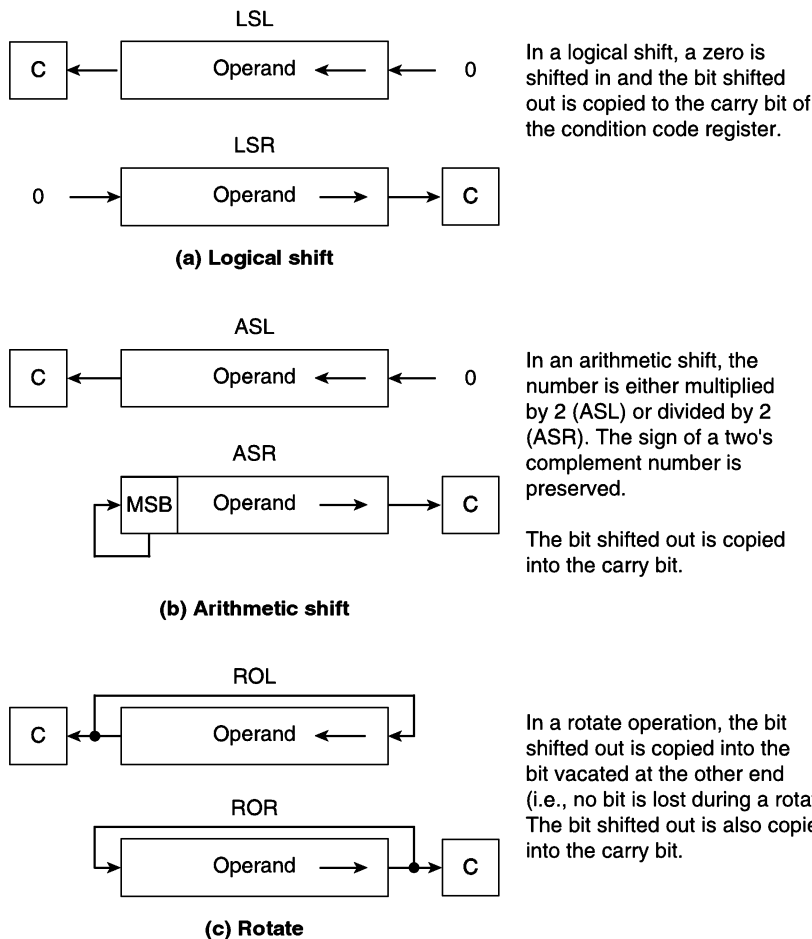 LSL
C Operand 0
In a logical shift, a zero is
shifted in and the bit shifted
out is copied to the carry bit of
the condition code register.
LSR
0 Operand C
(a) Logical shift
ASL
C Operand 0
In an arithmetic shift, the
number is either multiplied
by 2 (ASL) or divided by 2
(ASR). The sign of a two's
complement number is
preserved.
ASR
MSB Operand C
The bit shifted out is copied
into the carry bit.
(b) Arithmetic shift
ROL
C Operand
In a rotate operation, the bit
shifted out is copied into the
bit vacated at the other end
(i.e., no bit is lost during a
The bit shifted out is also
into the carry bit.
ROR
Operand C
(c) Rotate